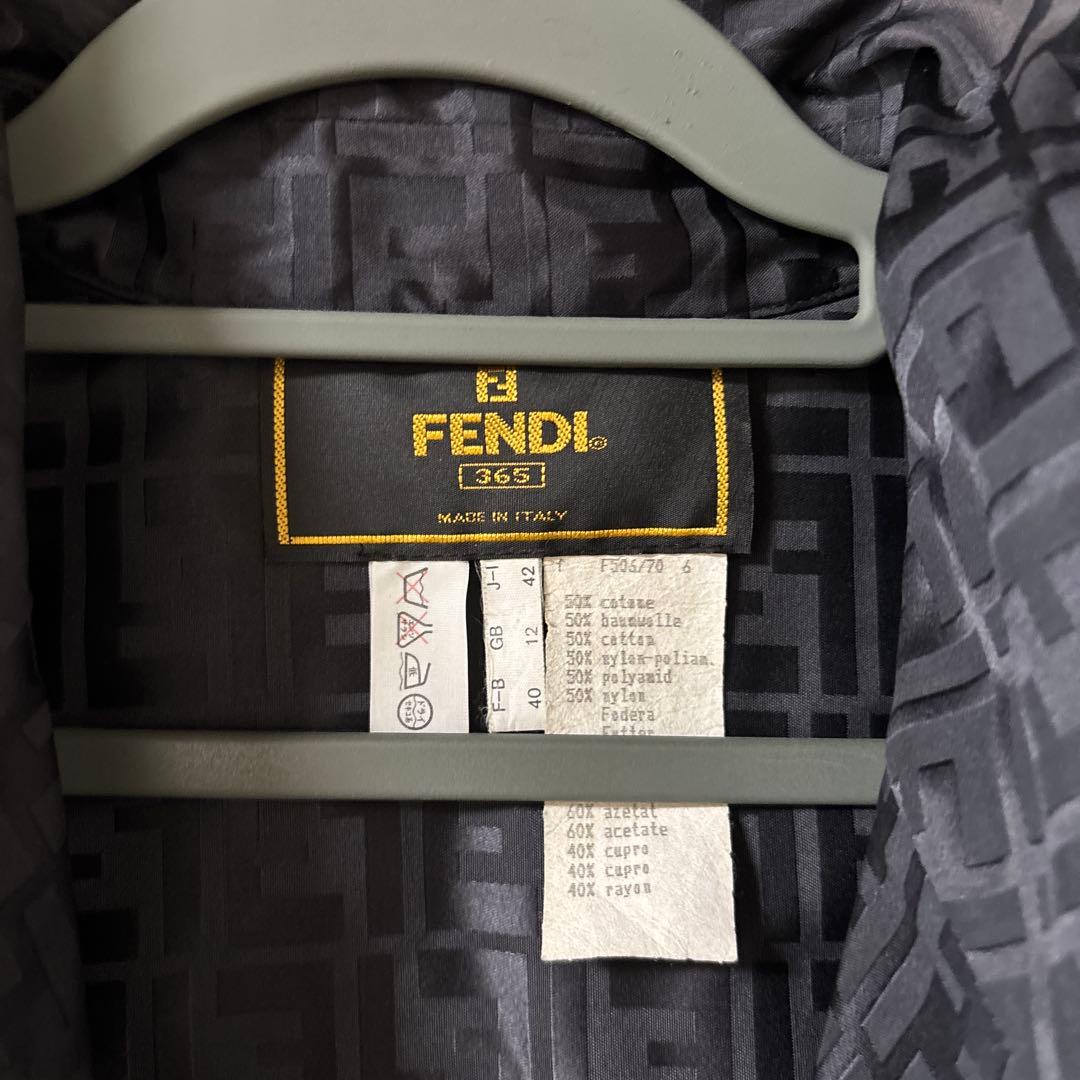 FENDI©
365
MADE IN ITALY
J-I 42
GB 12
F-B 40
F506/70 6
50% cotone
50% baumwolle
50% cotton
50% nylon-poliam.
50% polyamid
50% nylon
Fodera
Futter
60% azetat
60% acetate
40% cupro
40% cupro
40% rayon